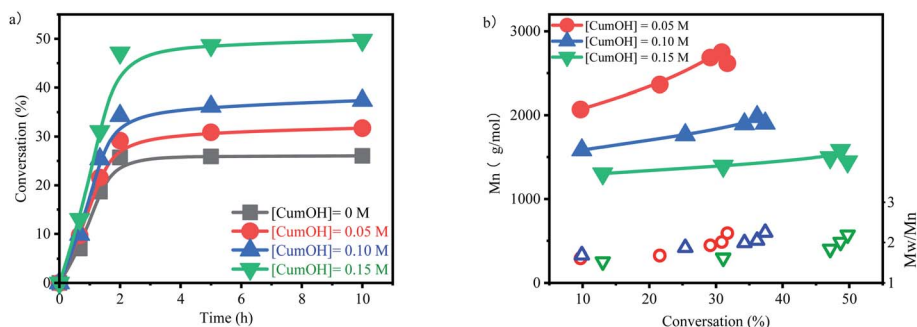 a)
Conversation (%)
50
40
30
20
10
0
0
2
4
6
8
10
Time (h)
[CumOH]= 0 M
[CumOH]= 0.05 M
[CumOH]= 0.10 M
[CumOH]= 0.15 M
b)
[CumOH] = 0.05 M
[CumOH] = 0.10 M
[CumOH] = 0.15 M
Mn ( g/mol)
3000
2000
1000
0
10
20
30
40
50
Conversation (%)
3
2
1
Mw/Mn